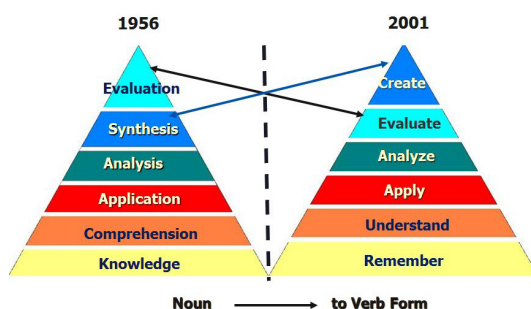 1956
Evaluation
Synthesis
Analysis
Application
Comprehension
Knowledge
2001
Create
Evaluate
Analyze
Apply
Understand
Remember
Noun to Verb Form